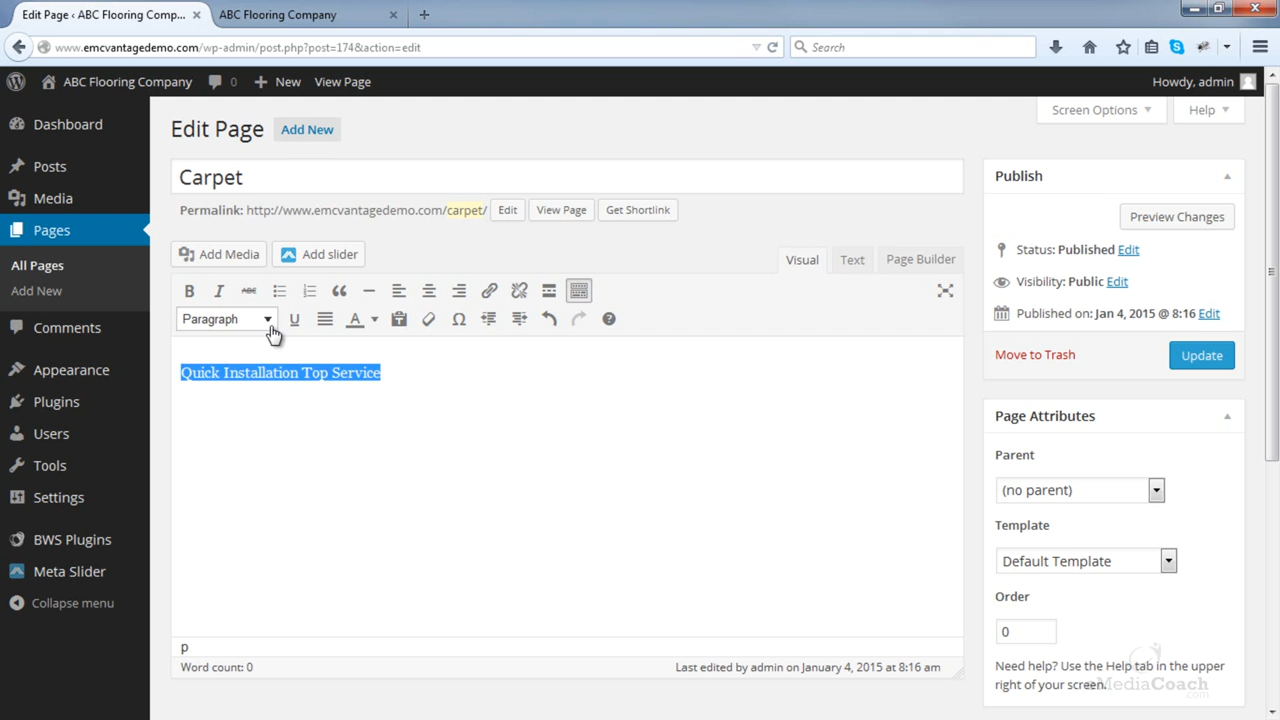 Edit Page ‹ ABC Flooring Comp... ×
ABC Flooring Company ×
www.emcvantagedemo.com/wp-admin/post.php?post=174&action=edit
Search
ABC Flooring Company 0 New View Page
Howdy, admin
Screen Options Help
Dashboard
Posts
Media
Pages
All Pages
Add New
Comments
Appearance
Plugins
Users
Tools
Settings
BWS Plugins
Meta Slider
Collapse menu
Edit Page Add New
Carpet
Permalink: http://www.emcvantagedemo.com/carpet/ Edit View Page Get Shortlink
Add Media Add slider
Visual Text Page Builder
B I ABC
Paragraph U A
Quick Installation Top Service
p
Word count: 0
Last edited by admin on January 4, 2015 at 8:16 am
Publish
Preview Changes
Status: Published Edit
Visibility: Public Edit
Published on: Jan 4, 2015 @ 8:16 Edit
Move to Trash Update
Page Attributes
Parent
(no parent)
Template
Default Template
Order
0
Need help? Use the Help tab in the upper
right of your screen.
eMediaCoach
.com